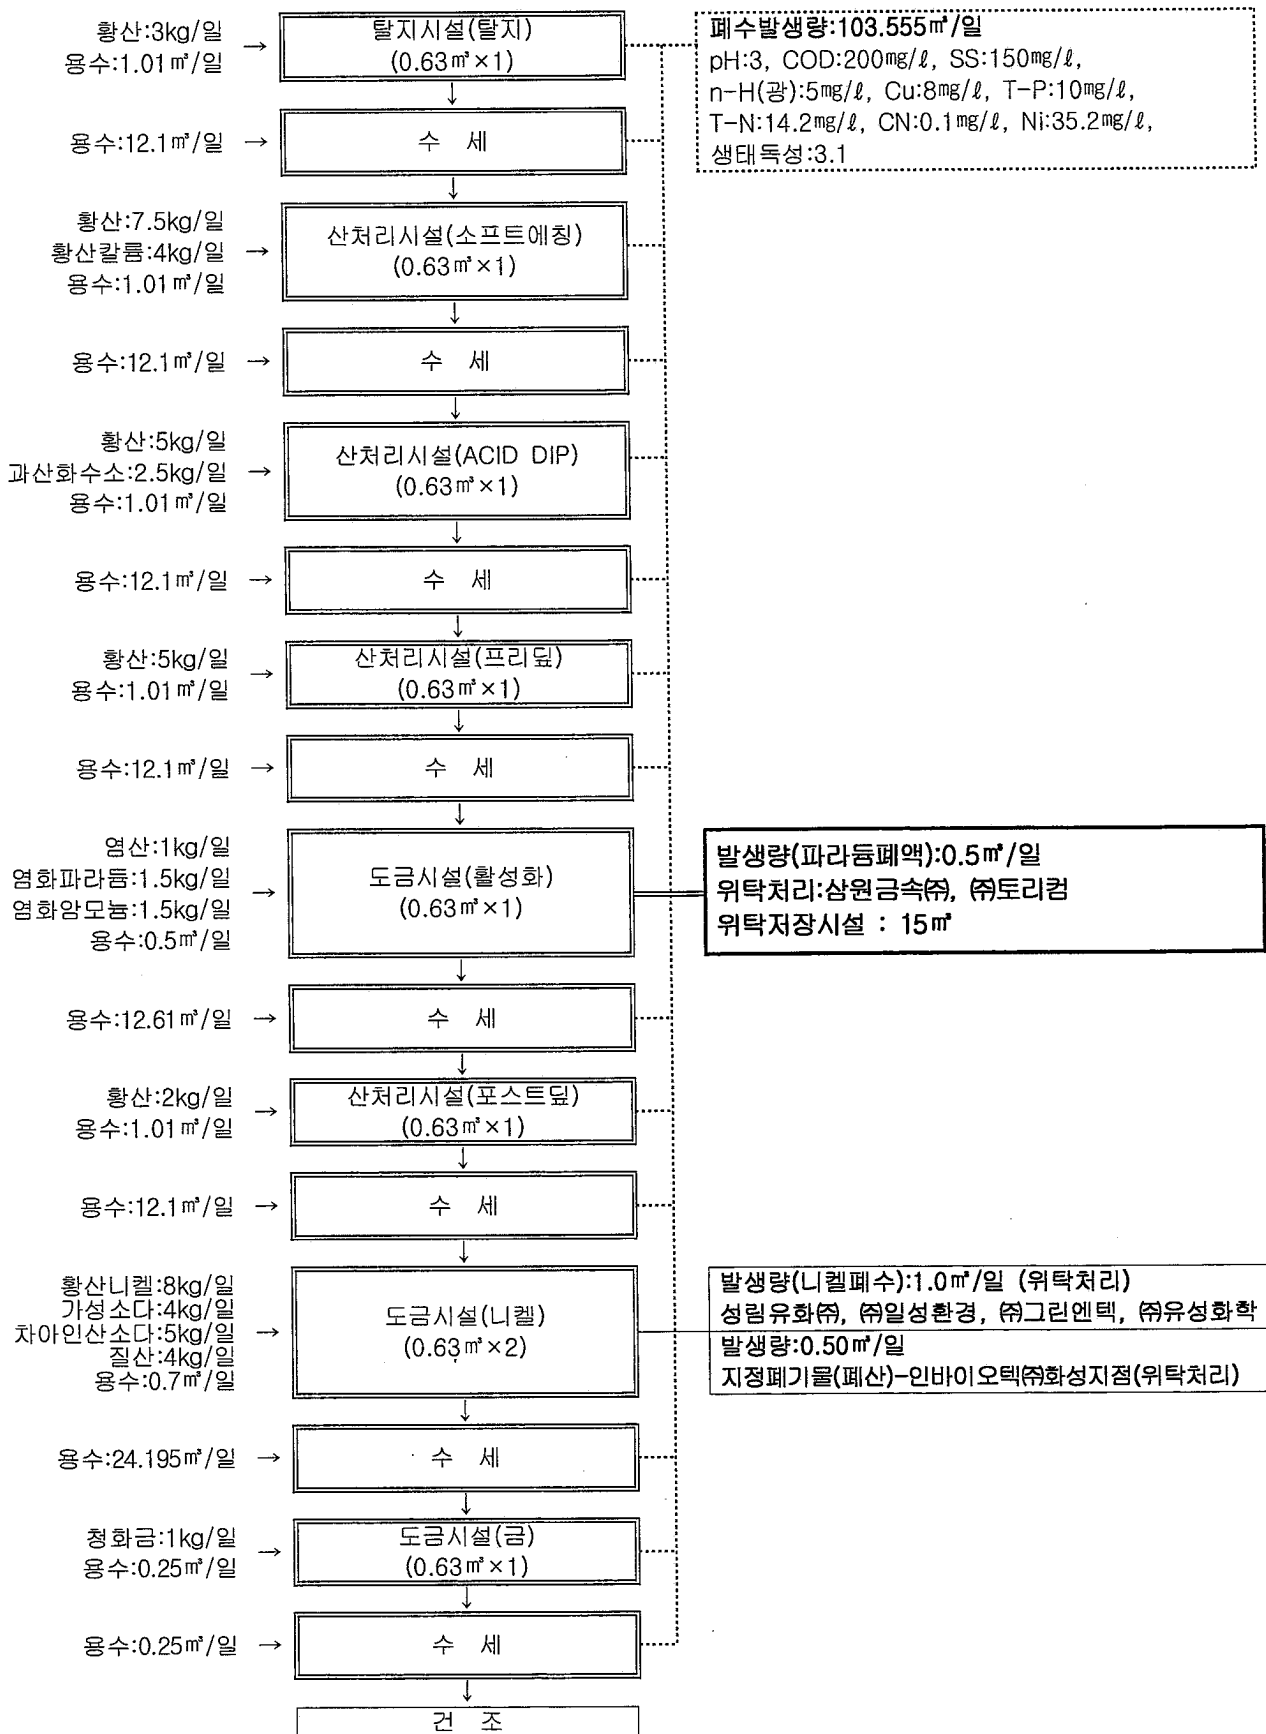 황산:3kg/일 →
용수:1.01㎥/일
탈지시설(탈지)
(0.63㎥×1)
폐수발생량:103.555㎥/일
pH:3, COD:200㎎/ℓ, SS:150㎎/ℓ,
n-H(광):5㎎/ℓ, Cu:8㎎/ℓ, T-P:10㎎/ℓ,
T-N:14.2㎎/ℓ, CN:0.1㎎/ℓ, Ni:35.2㎎/ℓ,
생태독성:3.1
↓
용수:12.1㎥/일 →
수 세
↓
황산:7.5kg/일
황산칼륨:4kg/일 →
용수:1.01㎥/일
산처리시설(소프트에칭)
(0.63㎥×1)
↓
용수:12.1㎥/일 →
수 세
↓
황산:5kg/일
과산화수소:2.5kg/일 →
용수:1.01㎥/일
산처리시설(ACID DIP)
(0.63㎥×1)
↓
용수:12.1㎥/일 →
수 세
↓
황산:5kg/일 →
용수:1.01㎥/일
산처리시설(프리딮)
(0.63㎥×1)
↓
용수:12.1㎥/일 →
수 세
↓
염산:1kg/일
염화파라듐:1.5kg/일 →
염화암모늄:1.5kg/일
용수:0.5㎥/일
도금시설(활성화)
(0.63㎥×1)
발생량(파라듐폐액):0.5㎥/일
위탁처리:삼원금속㈜, ㈜토리컴
위탁저장시설 : 15㎥
↓
용수:12.61㎥/일 →
수 세
↓
황산:2kg/일 →
용수:1.01㎥/일
산처리시설(포스트딮)
(0.63㎥×1)
↓
용수:12.1㎥/일 →
수 세
↓
황산니켈:8kg/일
가성소다:4kg/일
차아인산소다:5kg/일 →
질산:4kg/일
용수:0.7㎥/일
도금시설(니켈)
(0.63㎥×2)
발생량(니켈폐수):1.0㎥/일 (위탁처리)
성림유화㈜, ㈜일성환경, ㈜그린엔텍, ㈜유성화학
발생량:0.50㎥/일
지정폐기물(폐산)-인바이오텍㈜화성지점(위탁처리)
↓
용수:24.195㎥/일 →
수 세
↓
청화금:1kg/일 →
용수:0.25㎥/일
도금시설(금)
(0.63㎥×1)
↓
용수:0.25㎥/일 →
수 세
↓
건 조